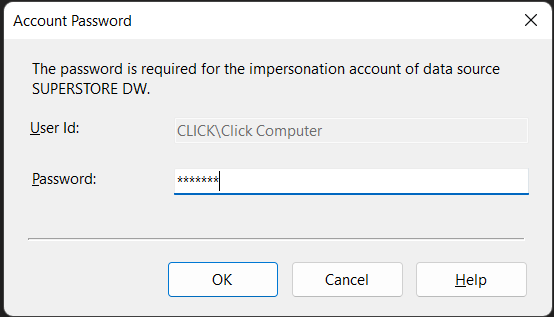 Account Password
The password is required for the impersonation account of data source
SUPERSTORE DW.
User Id:
CLICK\Click Computer
Password:
*******
OK
Cancel
Help